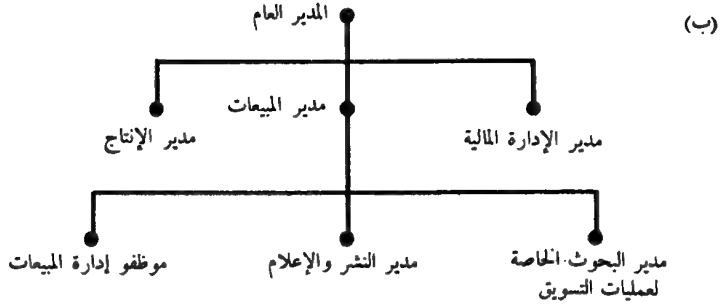 (ب)
المدير العام
مدير الإدارة المالية
مدير المبيعات
مدير الإنتاج
مدير البحوث الخاصة
لعمليات التسويق
مدير النشر والإعلام
موظفو إدارة المبيعات